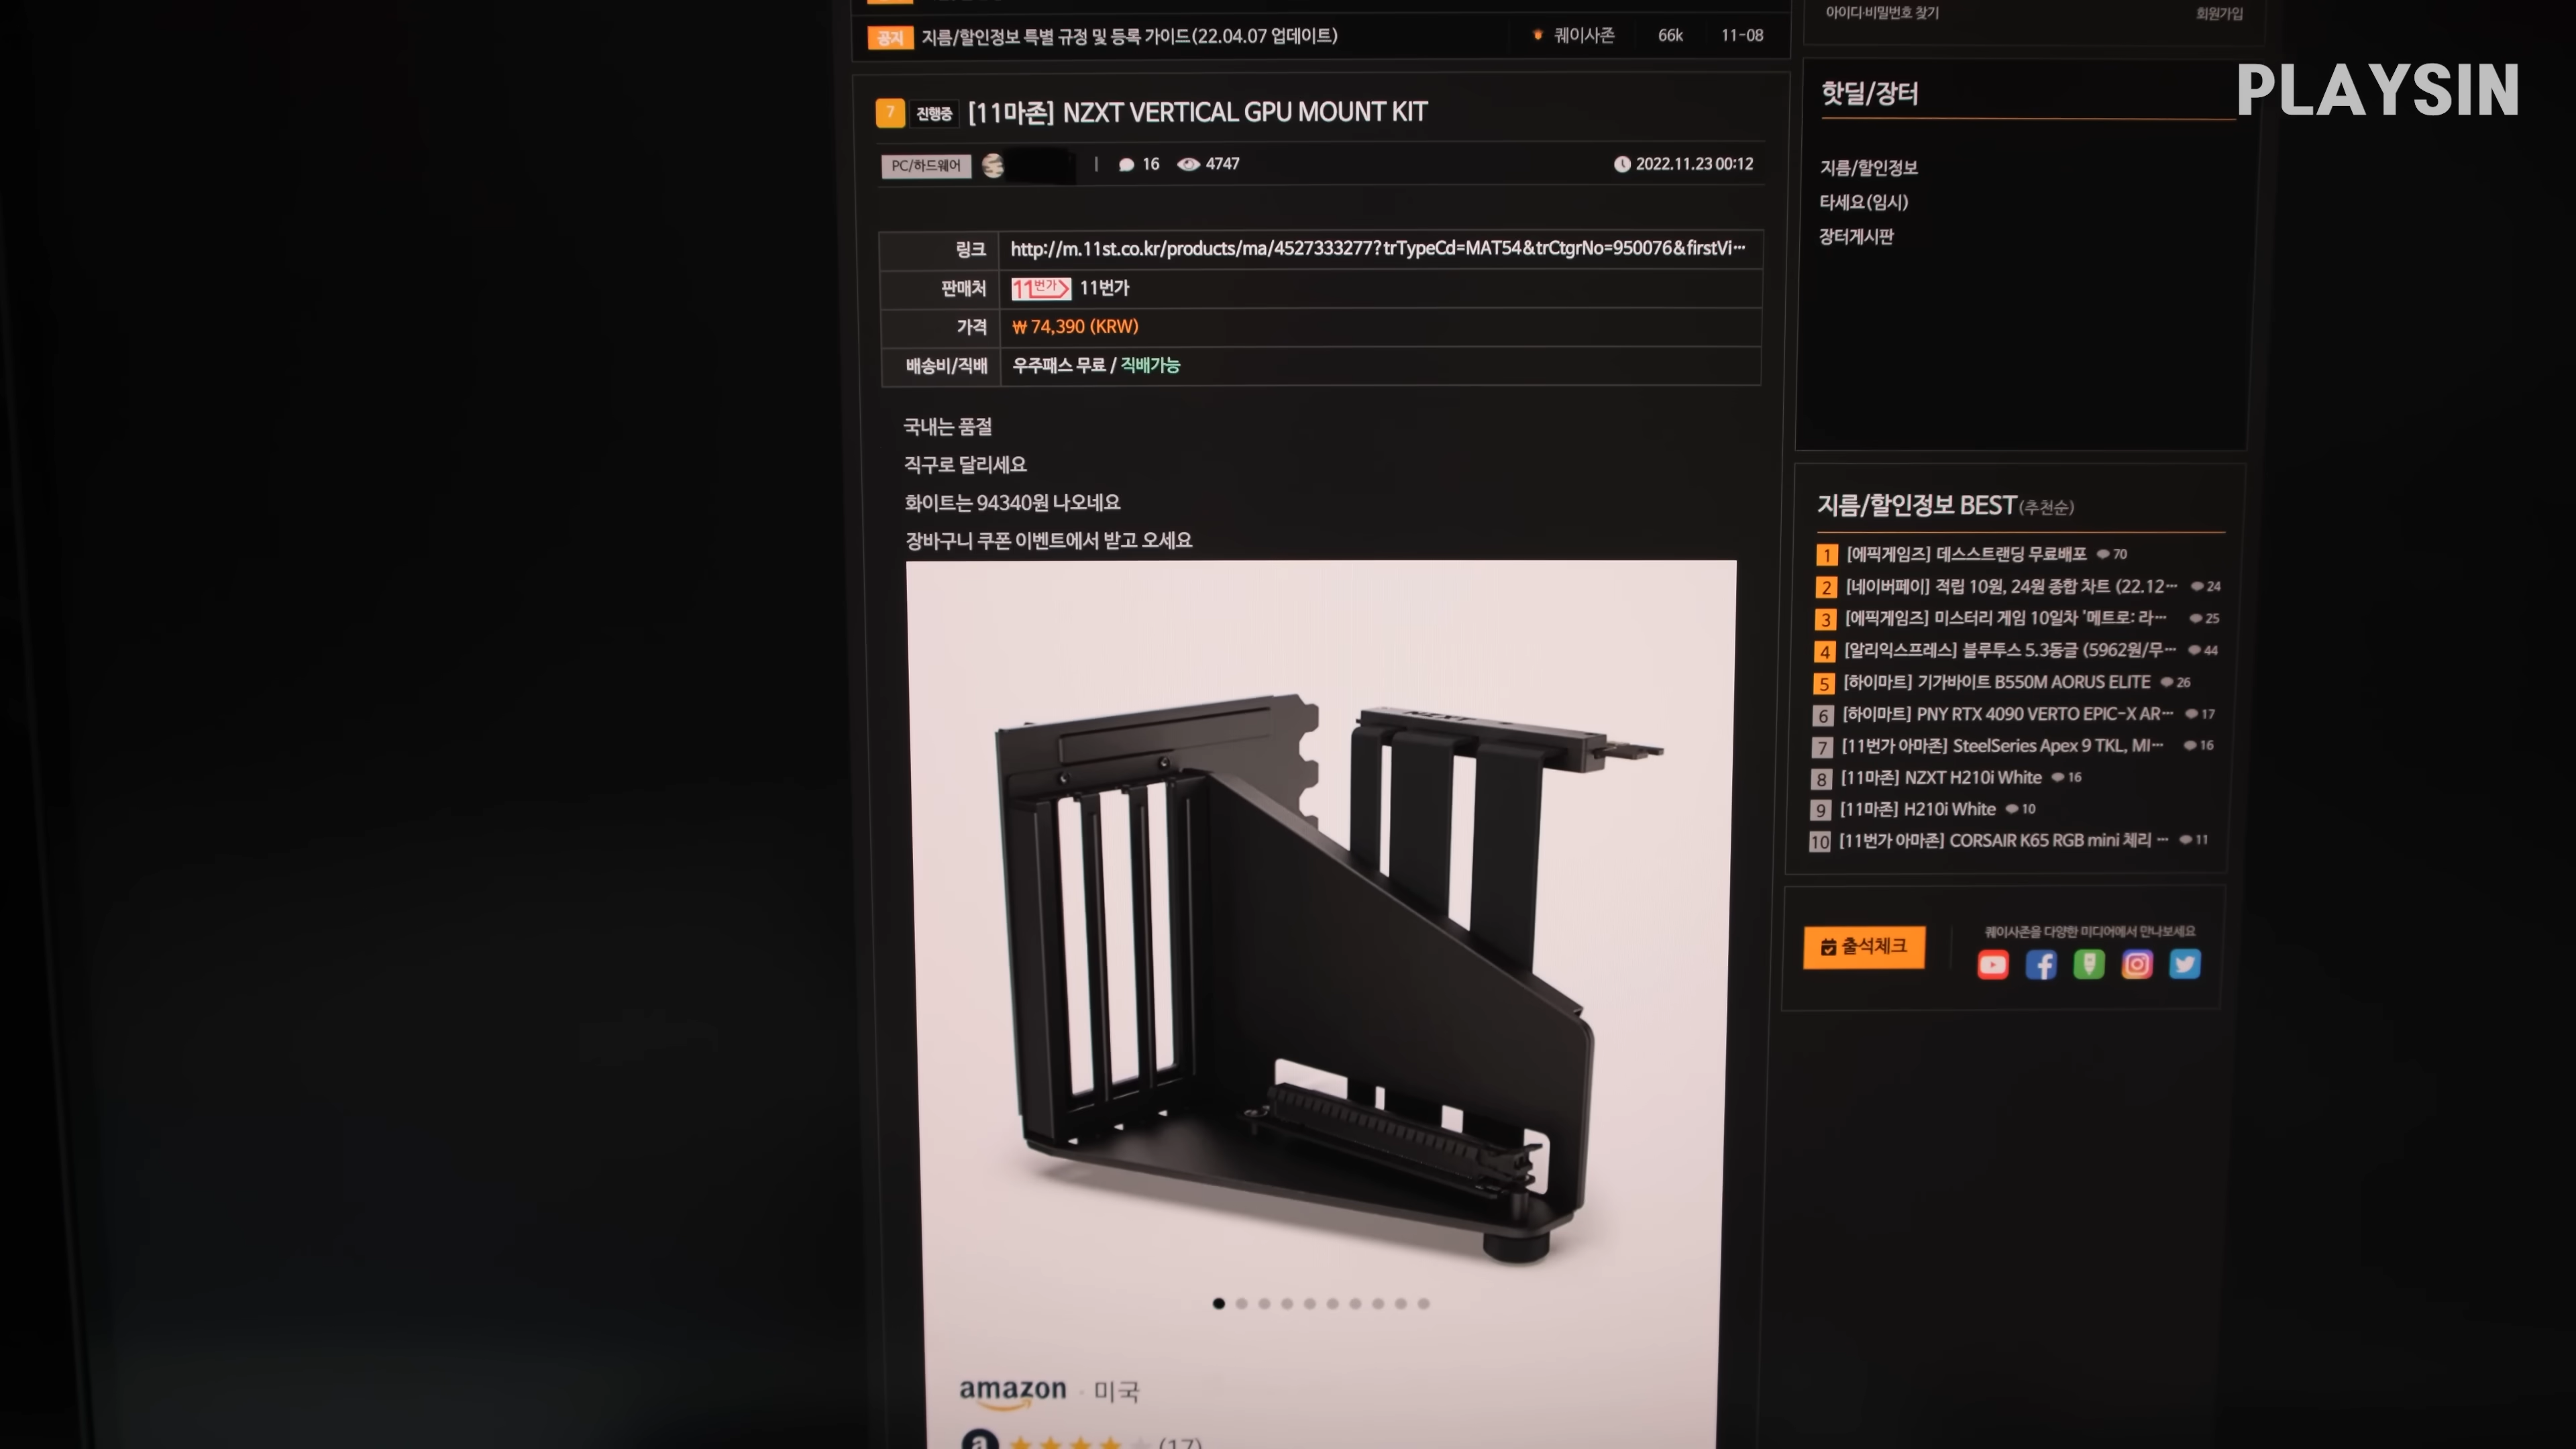 아이디·비밀번호 찾기 회원가입
공지 지름/할인정보 특별 규정 및 등록 가이드(22.04.07 업데이트) 퀘이사존 66k 11-08
PLAYSIN
7 진행중 [11마존] NZXT VERTICAL GPU MOUNT KIT
PC/하드웨어 | 16 4747 2022.11.23 00:12
링크 http://m.11st.co.kr/products/ma/4527333277?trTypeCd=MAT54&trCtgrNo=950076&firstVi···
판매처 11번가 11번가
가격 ₩ 74,390 (KRW)
배송비/직배 우주패스 무료 / 직배가능
국내는 품절
직구로 달리세요
화이트는 94340원 나오네요
장바구니 쿠폰 이벤트에서 받고 오세요
NZXT
amazon · 미국
a (17)
핫딜/장터
지름/할인정보
타세요(임시)
장터게시판
지름/할인정보 BEST(추천순)
1 [에픽게임즈] 데스스트랜딩 무료배포 70
2 [네이버페이] 적립 10원, 24원 종합 차트 (22.12··· 24
3 [에픽게임즈] 미스터리 게임 10일차 '메트로: 라··· 25
4 [알리익스프레스] 블루투스 5.3동글 (5962원/무··· 44
5 [하이마트] 기가바이트 B550M AORUS ELITE 26
6 [하이마트] PNY RTX 4090 VERTO EPIC-X AR··· 17
7 [11번가 아마존] SteelSeries Apex 9 TKL, MI··· 16
8 [11마존] NZXT H210i White 16
9 [11마존] H210i White 10
10 [11번가 아마존] CORSAIR K65 RGB mini 체리 ··· 11
출석체크
퀘이사존을 다양한 미디어에서 만나보세요